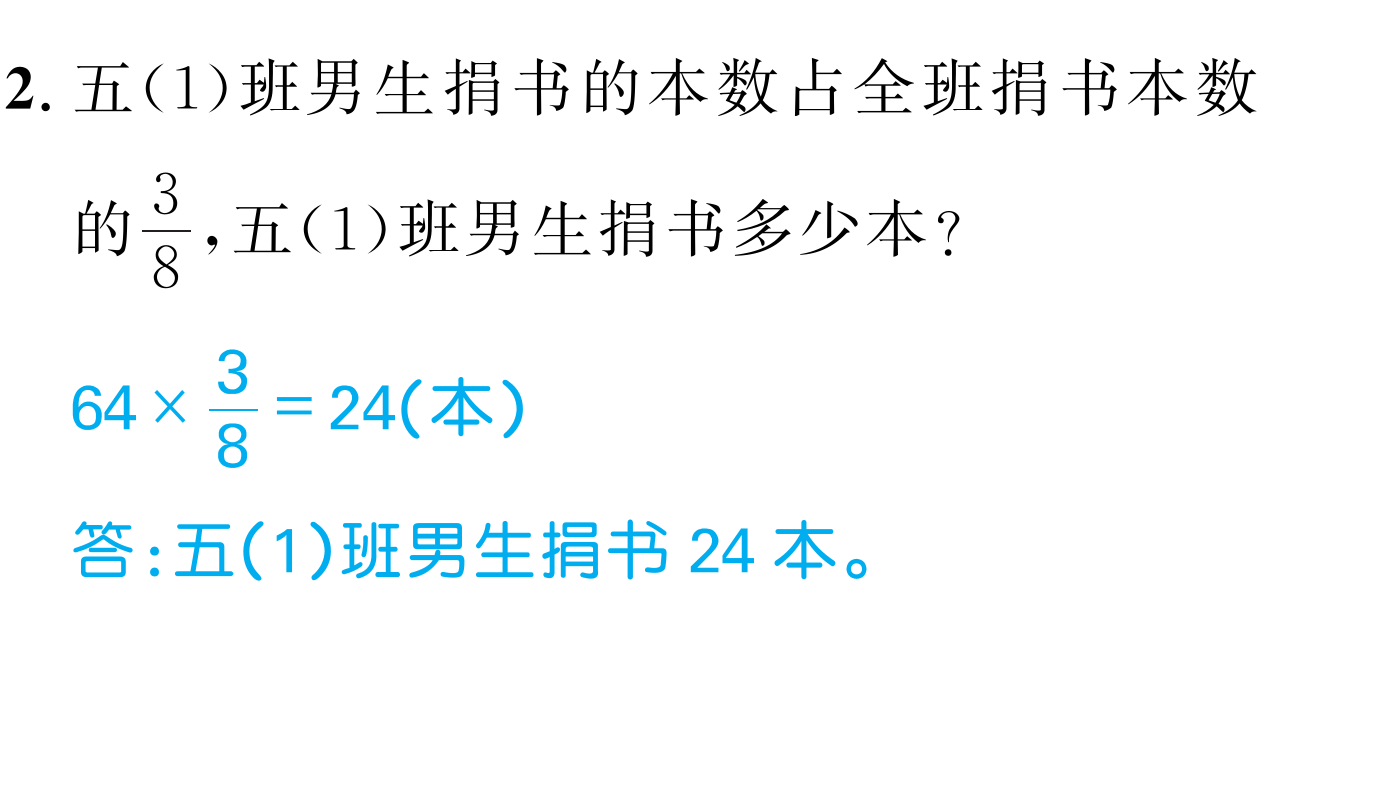 2. 五(1)班男生捐书的本数占全班捐书本数
的3/8,五(1)班男生捐书多少本?
64×3/8=24(本)
答:五(1)班男生捐书24本。